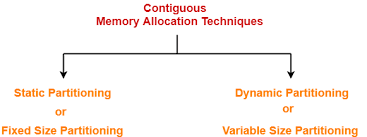 Contiguous
Memory Allocation Techniques
Static Partitioning
or
Fixed Size Partitioning
Dynamic Partitioning
or
Variable Size Partitioning